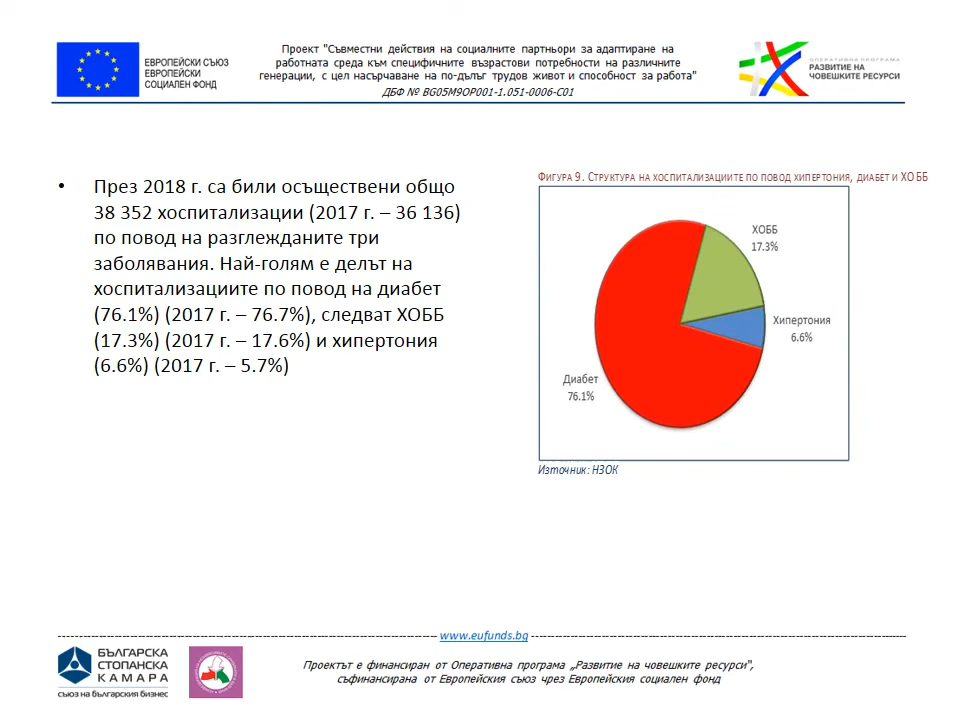 ЕВРОПЕЙСКИ СЪЮЗ
ЕВРОПЕЙСКИ
СОЦИАЛЕН ФОНД
Проект "Съвместни действия на социалните партньори за адаптиране на
работната среда към специфичните възрастови потребности на различните
генерации, с цел насърчаване на по-дълъг трудов живот и способност за работа"
ДБФ № BG05M9OP001-1.051-0006-C01
ОПЕРАТИВНА ПРОГРАМА
РАЗВИТИЕ НА
ЧОВЕШКИТЕ РЕСУРСИ
• През 2018 г. са били осъществени общо
38 352 хоспитализации (2017 г. – 36 136)
по повод на разглежданите три
заболявания. Най-голям е делът на
хоспитализациите по повод на диабет
(76.1%) (2017 г. – 76.7%), следват ХОББ
(17.3%) (2017 г. – 17.6%) и хипертония
(6.6%) (2017 г. – 5.7%)
Фигура 9. Структура на хоспитализациите по повод хипертония, диабет и ХОББ
ХОББ
17.3%
Хипертония
6.6%
Диабет
76.1%
Източник: НЗОК
www.eufunds.bg
БЪЛГАРСКА
СТОПАНСКА
КАМАРА
съюз на българския бизнес
Проектът е финансиран от Оперативна програма „Развитие на човешките ресурси",
съфинансирана от Европейския съюз чрез Европейския социален фонд